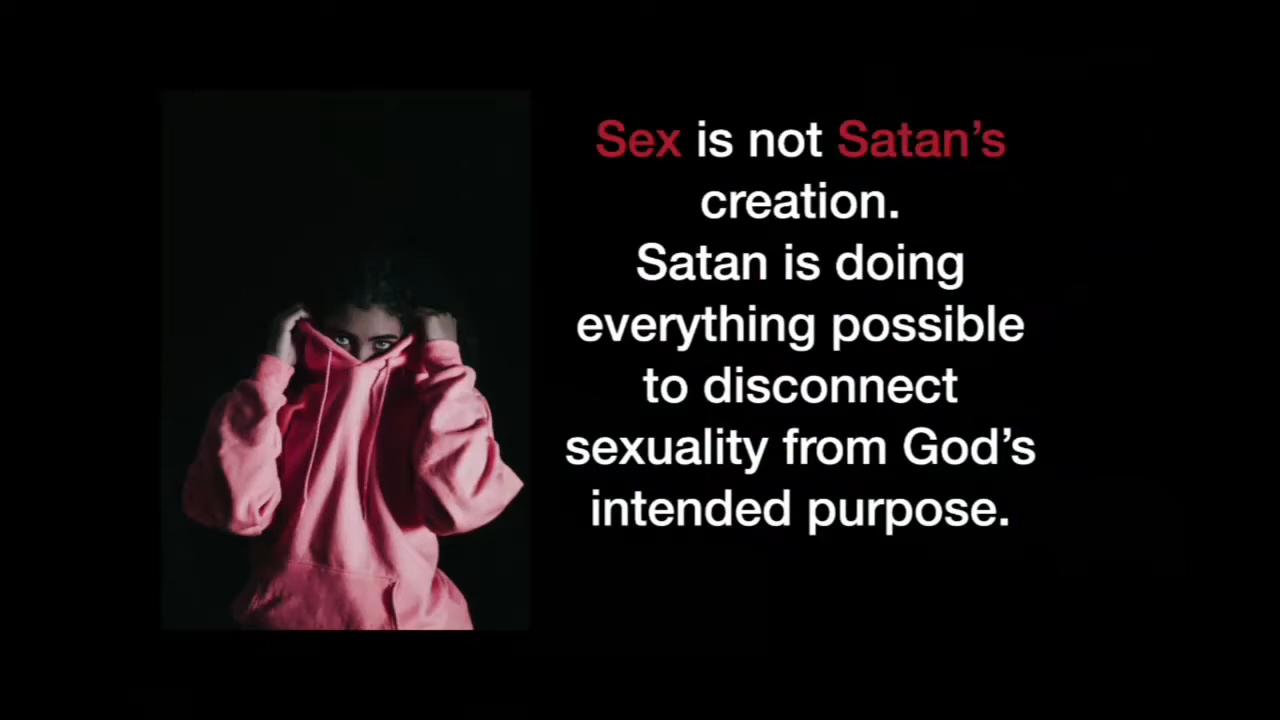 Sex is not Satan’s
creation.
Satan is doing
everything possible
to disconnect
sexuality from God’s
intended purpose.